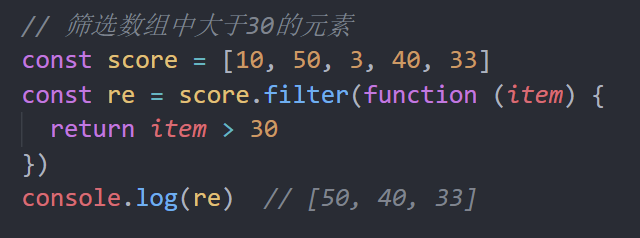 // 筛选数组中大于30的元素
const score = [10, 50, 3, 40, 33]
const re = score.filter(function (item) {
  return item > 30
})
console.log(re)  // [50, 40, 33]